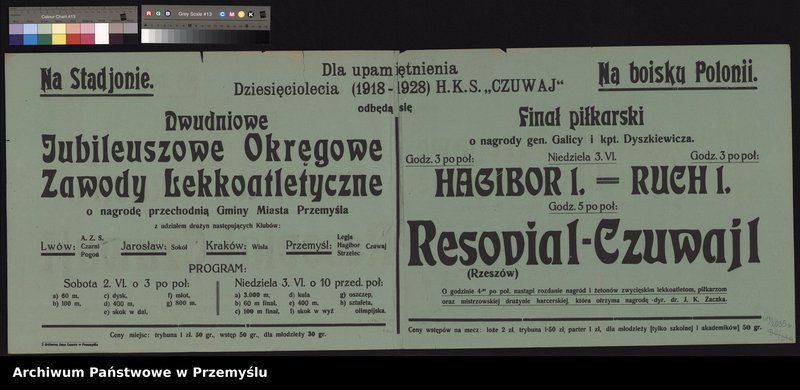 Colour Chart #13
R G B
Grey Scale #13
C M Y K
Na Stadjonie.
Dla upamiętnienia
Dziesięciolecia (1918-1928) H.K.S. „CZUWAJ“
odbędą się
Na boisku Polonii.
Dwudniowe
Jubileuszowe Okręgowe
Zawody Lekkoatletyczne
o nagrodę przechodnią Gminy Miasta Przemyśla
z udziałem drużyn następujących Klubów:
Lwów: A. Z. S. Czarni Pogoń Jarosław: Sokół Kraków: Wisła Przemyśl: Legja Hagibor Strzelec Czuwaj
PROGRAM:
Sobota 2. VI. o 3 po poł:
a) 60 m, c) dysk, f) młot,
b) 100 m, d) 400 m, g) 800 m.
e) skok w dal,
Niedziela 3. VI. o 10 przed. poł:
a) 3.000 m, d) kula g) oszczep,
b) 60 m finał, e) 400 m, h) sztafeta,
c) 100 m finał, f) skok w wyż olimpijska.
Ceny miejsc: trybuna 1 zł. 50 gr., wstęp 50 gr., dla młodzieży 30 gr.
Finał piłkarski
o nagrody gen. Galicy i kpt. Dyszkiewicza.
Godz. 3 po poł: Niedziela 3. VI. Godz. 3 po poł:
HAGIBOR I. = RUCH I.
Godz. 5 po poł:
Resovia I - Czuwaj I
(Rzeszów)
O godzinie 4-ej po poł. nastąpi rozdanie nagród i żetonów zwycięskim lekkoatletom, piłkarzom
oraz mistrzowskiej drużynie harcerskiej, która otrzyma nagrodę dyr. dr. J. K. Zaczka.
Ceny wstępów na mecz: loże 2 zł, trybuna 1·50 zł, parter 1 zł, dla młodzieży [tylko szkolnej i akademików] 50 gr.
Archiwum Państwowe w Przemyślu